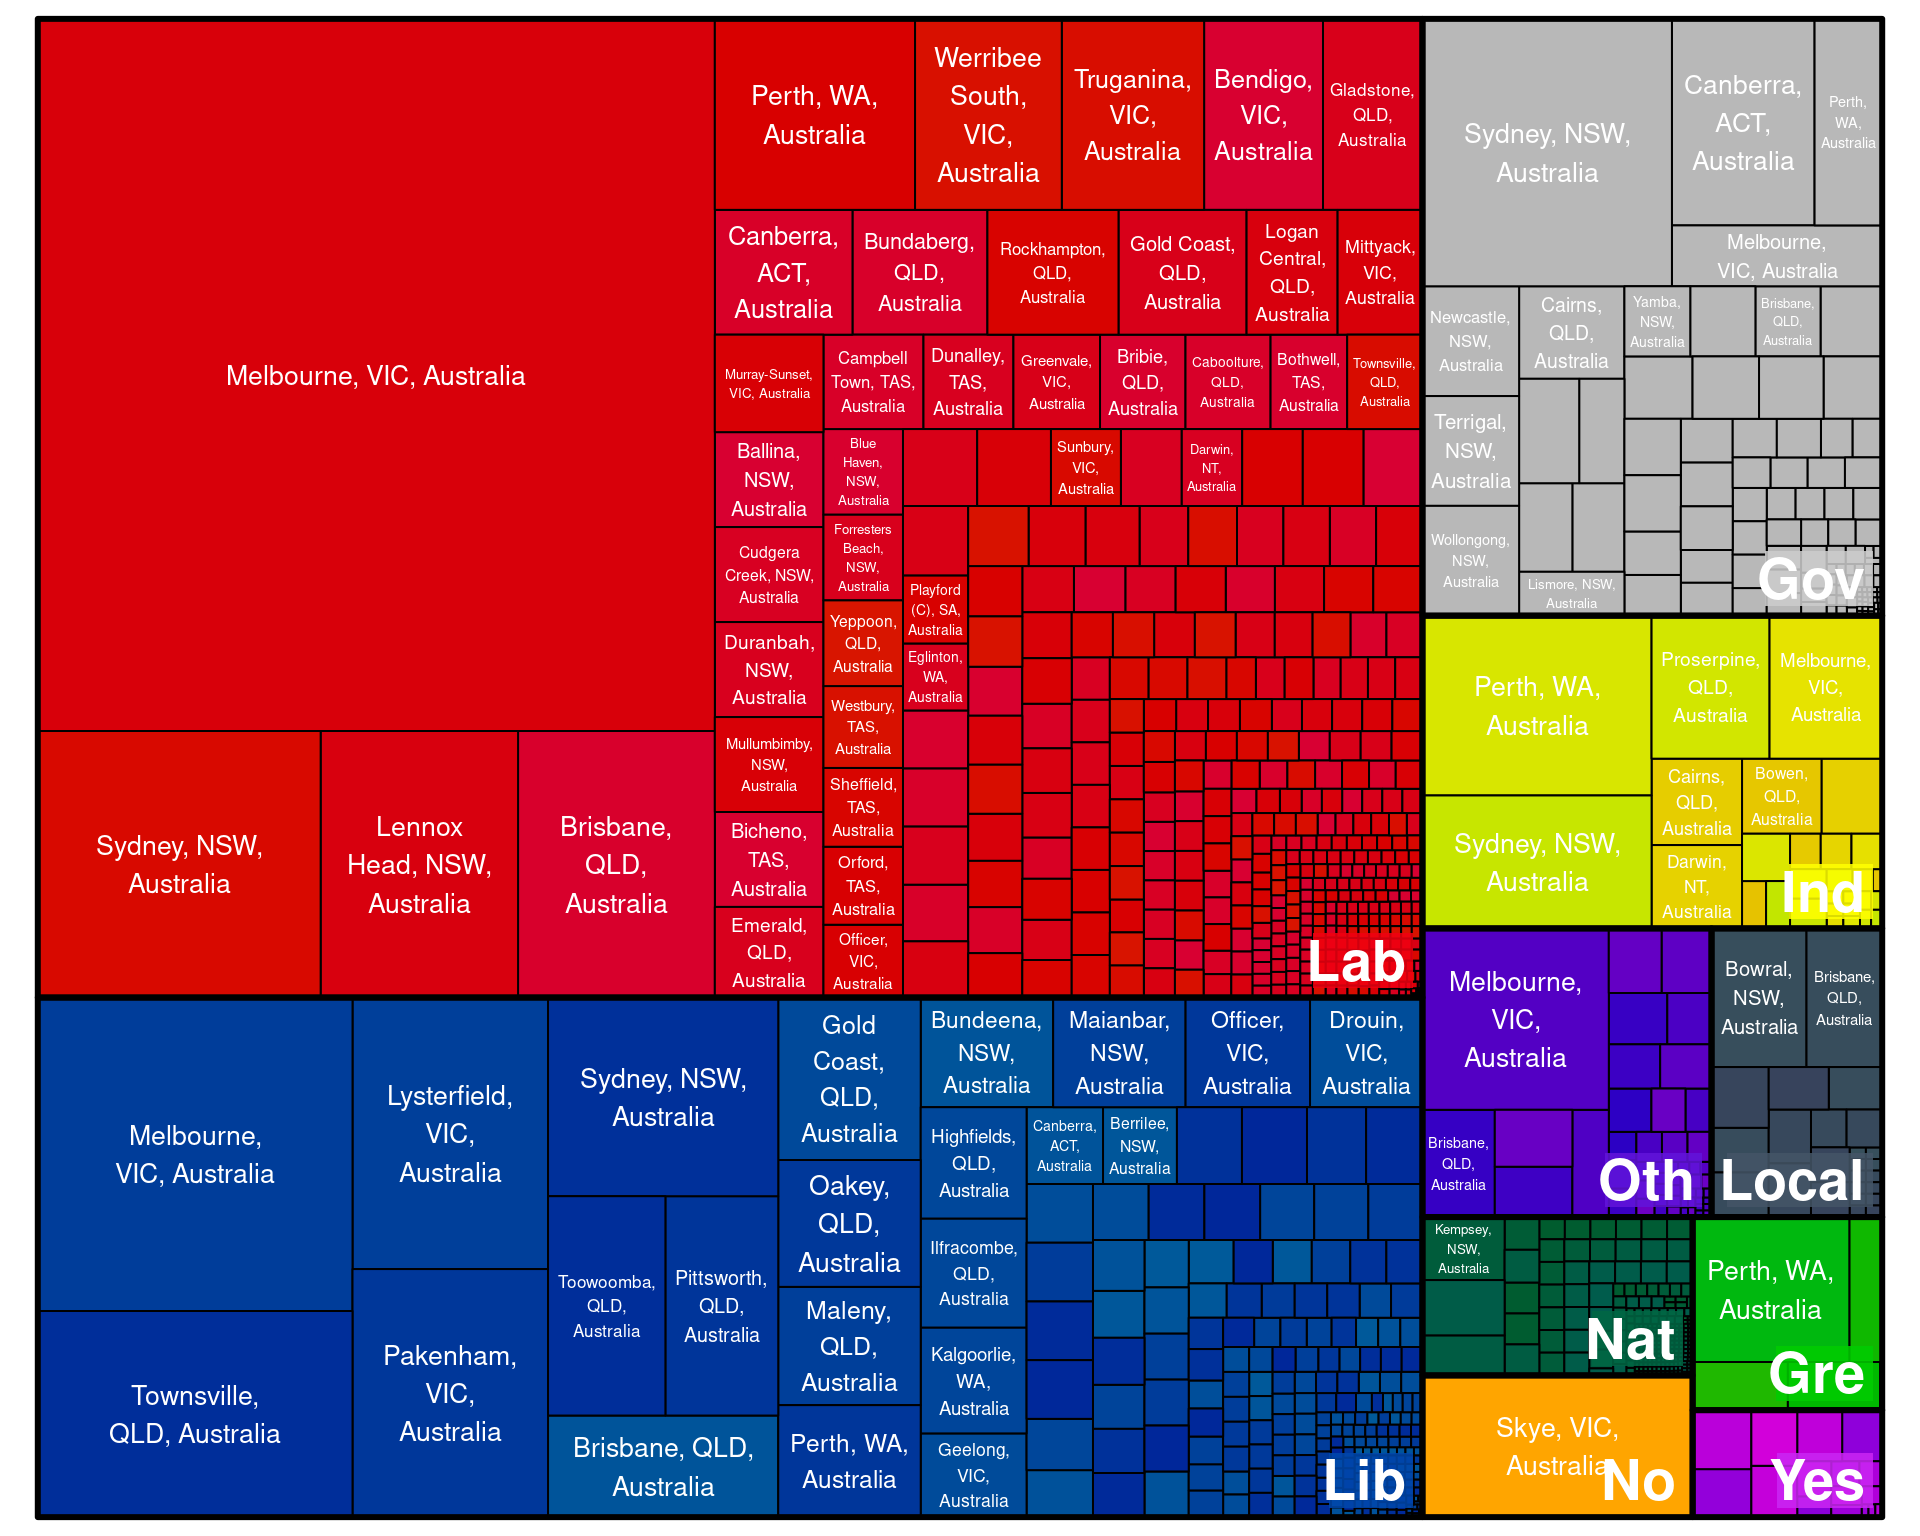 Melbourne, VIC, Australia
Sydney, NSW,
Australia
Lennox
Head, NSW,
Australia
Brisbane,
QLD,
Australia
Perth, WA,
Australia
Werribee
South,
VIC,
Australia
Truganina,
VIC,
Australia
Bendigo,
VIC,
Australia
Gladstone,
QLD,
Australia
Canberra,
ACT,
Australia
Bundaberg,
QLD,
Australia
Rockhampton,
QLD,
Australia
Gold Coast,
QLD,
Australia
Logan
Central,
QLD,
Australia
Mittyack,
VIC,
Australia
Murray-Sunset,
VIC, Australia
Campbell
Town, TAS,
Australia
Dunalley,
TAS,
Australia
Greenvale,
VIC,
Australia
Bribie,
QLD,
Australia
Caboolture,
QLD,
Australia
Bothwell,
TAS,
Australia
Townsville,
QLD,
Australia
Ballina,
NSW,
Australia
Cudgera
Creek, NSW,
Australia
Duranbah,
NSW,
Australia
Mullumbimby,
NSW,
Australia
Bicheno,
TAS,
Australia
Emerald,
QLD,
Australia
Blue
Haven,
NSW,
Australia
Forresters
Beach,
NSW,
Australia
Yeppoon,
QLD,
Australia
Westbury,
TAS,
Australia
Sheffield,
TAS,
Australia
Orford,
TAS,
Australia
Officer,
VIC,
Australia
Sunbury,
VIC,
Australia
Darwin,
NT,
Australia
Playford
(C), SA,
Australia
Eglinton,
WA,
Australia
Lab
Melbourne,
VIC, Australia
Townsville,
QLD, Australia
Lysterfield,
VIC,
Australia
Pakenham,
VIC,
Australia
Sydney, NSW,
Australia
Toowoomba,
QLD,
Australia
Pittsworth,
QLD,
Australia
Brisbane, QLD,
Australia
Gold
Coast,
QLD,
Australia
Oakey,
QLD,
Australia
Maleny,
QLD,
Australia
Perth, WA,
Australia
Bundeena,
NSW,
Australia
Maianbar,
NSW,
Australia
Officer,
VIC,
Australia
Drouin,
VIC,
Australia
Highfields,
QLD,
Australia
Ilfracombe,
QLD,
Australia
Kalgoorlie,
WA,
Australia
Geelong,
VIC,
Australia
Canberra,
ACT,
Australia
Berrilee,
NSW,
Australia
Lib
Sydney, NSW,
Australia
Canberra,
ACT,
Australia
Perth,
WA,
Australia
Melbourne,
VIC, Australia
Newcastle,
NSW,
Australia
Terrigal,
NSW,
Australia
Wollongong,
NSW,
Australia
Cairns,
QLD,
Australia
Lismore, NSW,
Australia
Yamba,
NSW,
Australia
Brisbane,
QLD,
Australia
Gov
Perth, WA,
Australia
Sydney, NSW,
Australia
Proserpine,
QLD,
Australia
Melbourne,
VIC,
Australia
Cairns,
QLD,
Australia
Darwin,
NT,
Australia
Bowen,
QLD,
Australia
Ind
Melbourne,
VIC,
Australia
Brisbane,
QLD,
Australia
Oth
Bowral,
NSW,
Australia
Brisbane,
QLD,
Australia
Local
Kempsey,
NSW,
Australia
Nat
Perth, WA,
Australia
Gre
Skye, VIC,
Australia
No
Yes